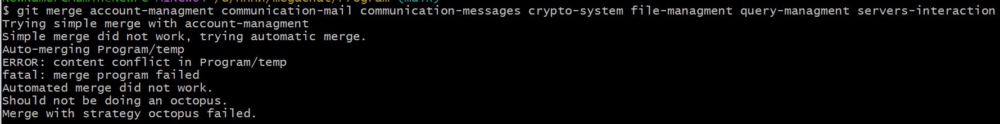 $ git merge account-managment communication-mail communication-messages crypto-system file-managment query-managment servers-interaction
Trying simple merge with account-managment
Simple merge did not work, trying automatic merge.
Auto-merging Program/temp
ERROR: content conflict in Program/temp
fatal: merge program failed
Automated merge did not work.
Should not be doing an octopus.
Merge with strategy octopus failed.